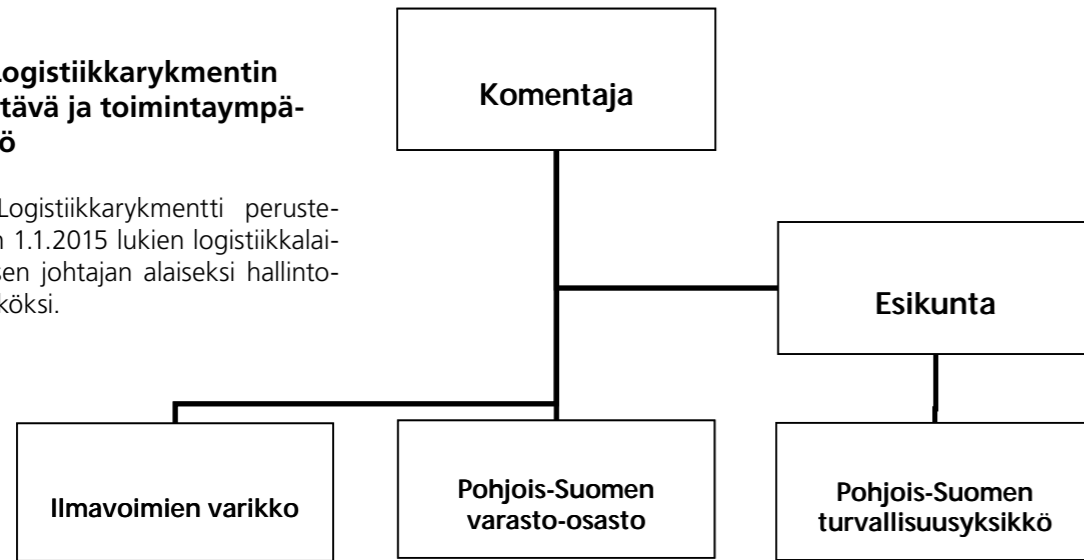 ogistiikkarykmentin
tävä ja toimintaympä-
ö
Logistiikkarykmentti peruste-
n 1.1.2015 lukien logistiikkalai-
sen johtajan alaiseksi hallinto-
köksi.
Komentaja
Esikunta
Ilmavoimien varikko
Pohjois-Suomen
varasto-osasto
Pohjois-Suomen
turvallisuusyksikkö